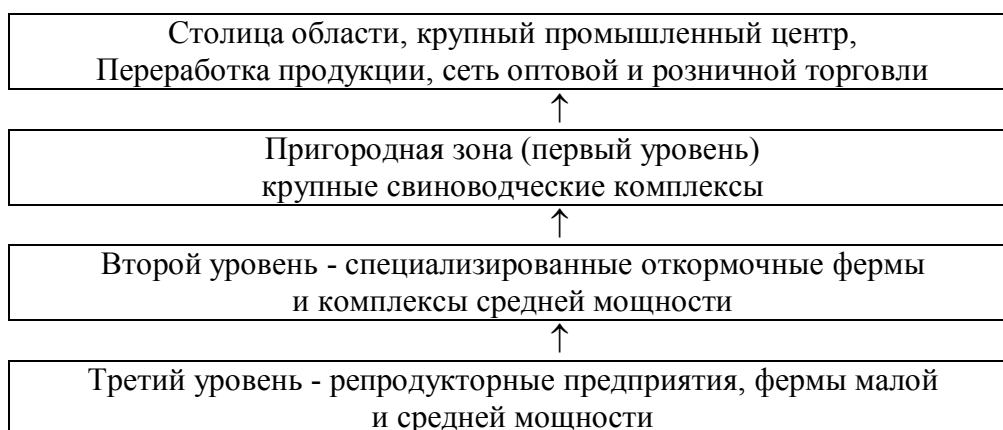 Столица области, крупный промышленный центр,
Переработка продукции, сеть оптовой и розничной торговли
↑
Пригородная зона (первый уровень)
крупные свиноводческие комплексы
↑
Второй уровень - специализированные откормочные фермы
и комплексы средней мощности
↑
Третий уровень - репродукторные предприятия, фермы малой
и средней мощности